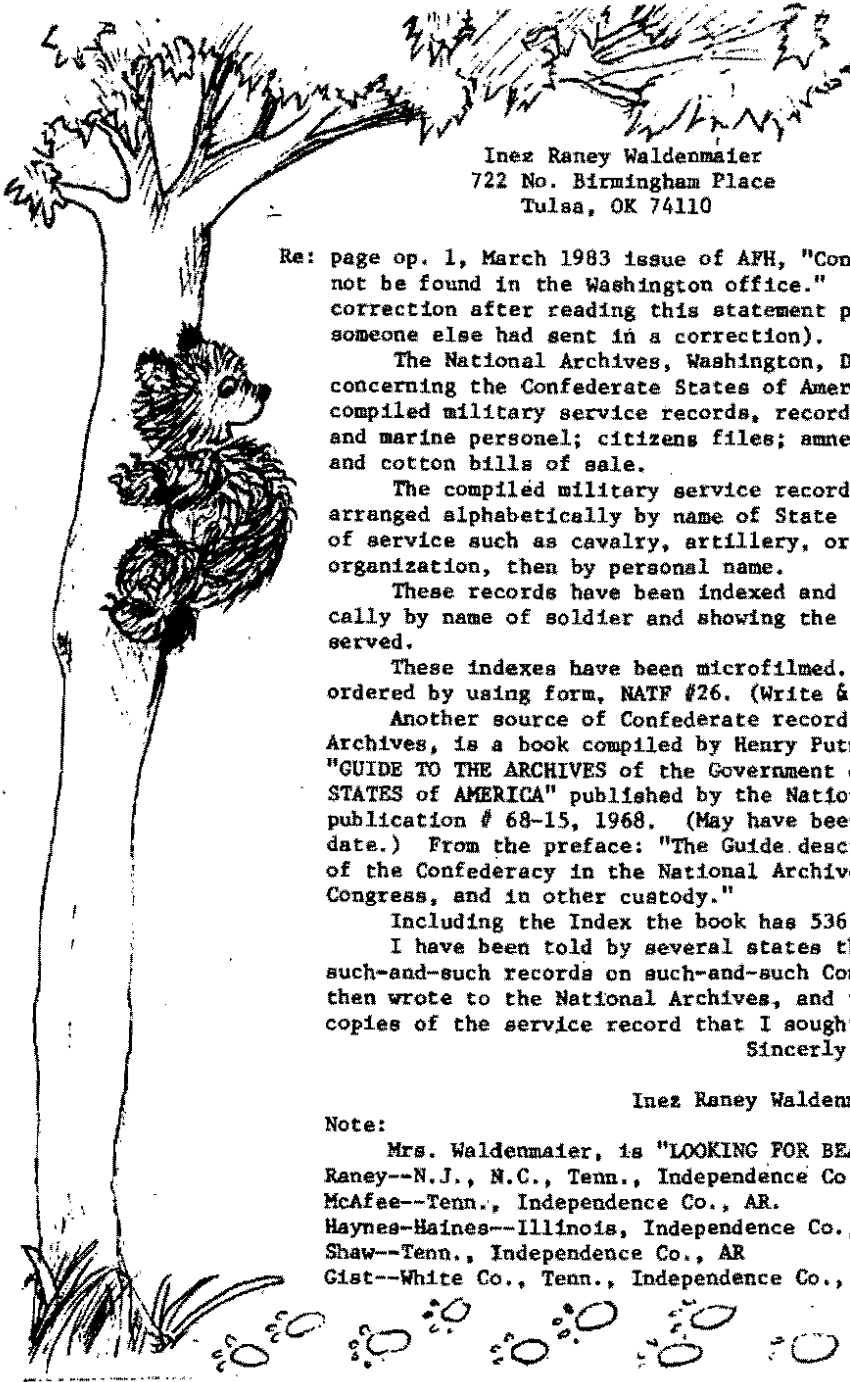 Inez Raney Waldenmaier
722 No. Birmingham Place
Tulsa, OK 74110
Re: page op. 1, March 1983 issue of AFH, "Con
not be found in the Washington office."
correction after reading this statement p
someone else had sent in a correction).
The National Archives, Washington, D
concerning the Confederate States of Amer
compiled military service records, record
and marine personel; citizens files; amne
and cotton bills of sale.
The compiled military service record
arranged alphabetically by name of State
of service such as cavalry, artillery, or
organization, then by personal name.
These records have been indexed and
cally by name of soldier and showing the
served.
These indexes have been microfilmed.
ordered by using form, NATF #26. (Write &
Another source of Confederate record
Archives, is a book compiled by Henry Put
"GUIDE TO THE ARCHIVES of the Government
STATES of AMERICA" published by the Natio
publication # 68-15, 1968. (May have bee
date.) From the preface: "The Guide desc
of the Confederacy in the National Archiv
Congress, and in other custody."
Including the Index the book has 536
I have been told by several states t
such-and-such records on such-and-such Co
then wrote to the National Archives, and
copies of the service record that I sough
Sincerly
Inez Raney Walden
Note:
Mrs. Waldenmaier, is "LOOKING FOR BE
Raney--N.J., N.C., Tenn., Independence Co
McAfee--Tenn., Independence Co., AR.
Haynes-Haines--Illinois, Independence Co.
Shaw--Tenn., Independence Co., AR
Gist--White Co., Tenn., Independence Co.,